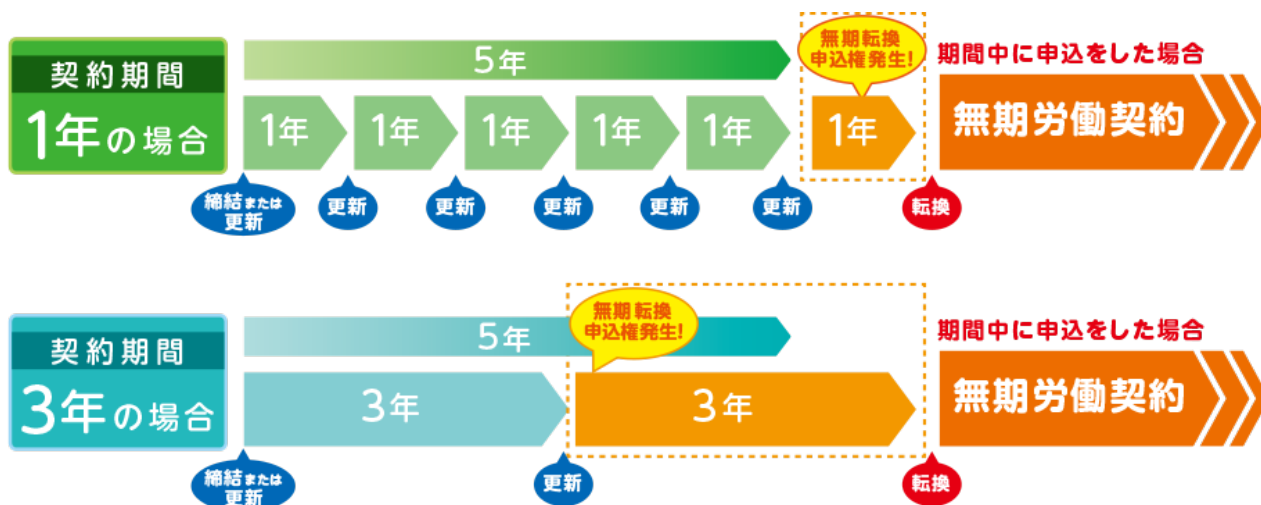 契約期間
1年の場合
5年
無期転換
申込権発生!
期間中に申込をした場合
1年
1年
1年
1年
1年
1年
無期労働契約
締結または
更新
更新
更新
更新
更新
更新
転換
契約期間
3年の場合
5年
無期転換
申込権発生!
期間中に申込をした場合
3年
3年
無期労働契約
締結または
更新
更新
転換